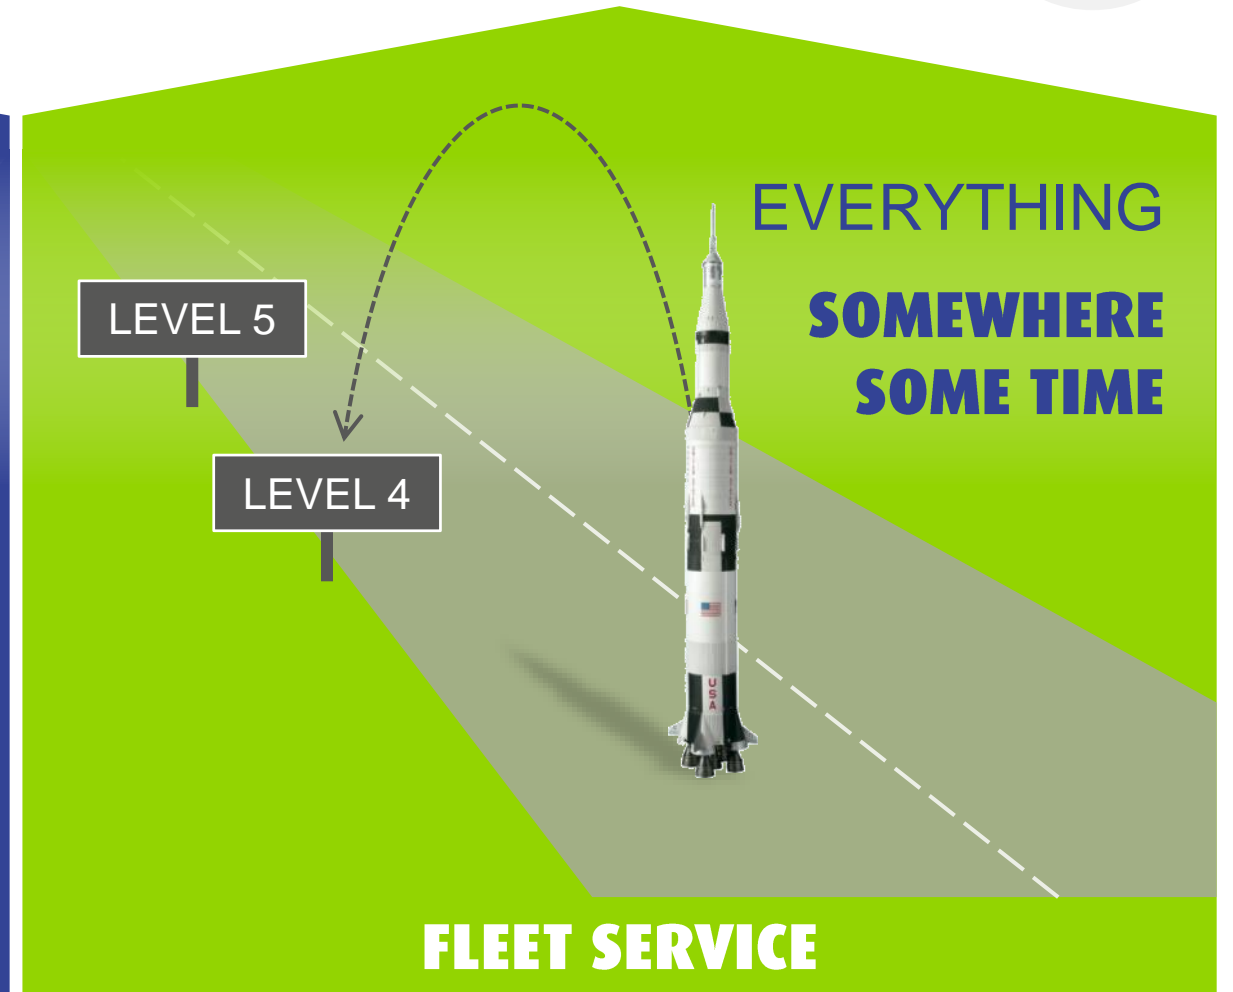 EVERYTHING
SOMEWHERE
SOME TIME
LEVEL 5
LEVEL 4
USA
FLEET SERVICE